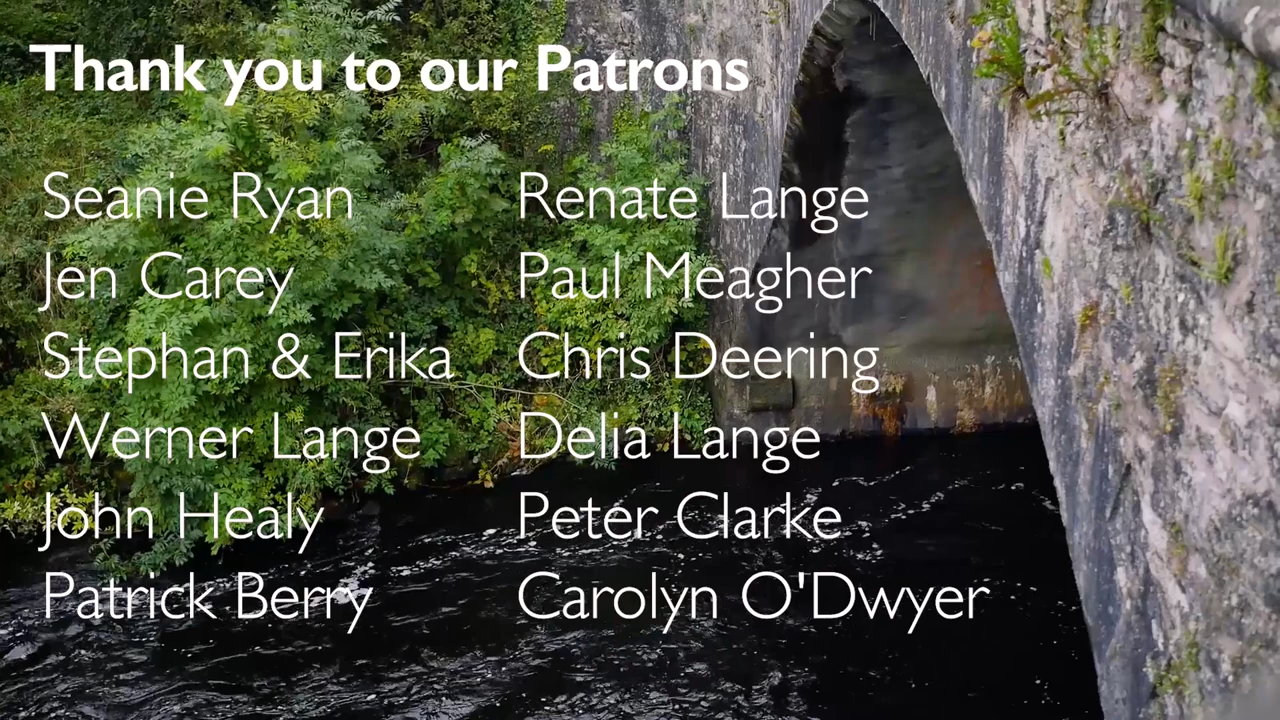 Thank you to our Patrons
Seanie Ryan
Jen Carey
Stephan & Erika
Werner Lange
John Healy
Patrick Berry
Renate Lange
Paul Meagher
Chris Deering
Delia Lange
Peter Clarke
Carolyn O'Dwyer